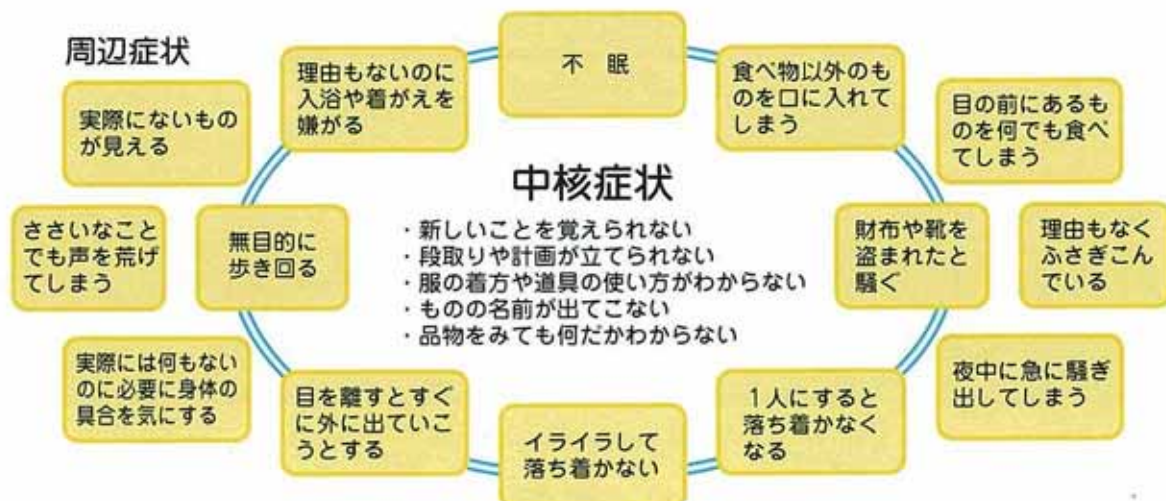 周辺症状
不 眠
理由もないのに
入浴や着がえを
嫌がる
食べ物以外のも
のを口に入れて
しまう
実際にないもの
が見える
目の前にあるも
のを何でも食べ
てしまう
中核症状
・新しいことを覚えられない
・段取りや計画が立てられない
・服の着方や道具の使い方がわからない
・ものの名前が出てこない
・品物をみても何だかわからない
ささいなこと
でも声を荒げ
てしまう
無目的に
歩き回る
財布や靴を
盗まれたと
騒ぐ
理由もなく
ふさぎこん
でいる
実際には何もない
のに必要に身体の
具合を気にする
目を離すとすぐ
に外に出ていこ
うとする
イライラして
落ち着かない
1人にすると
落ち着かなく
なる
夜中に急に騒ぎ
出してしまう